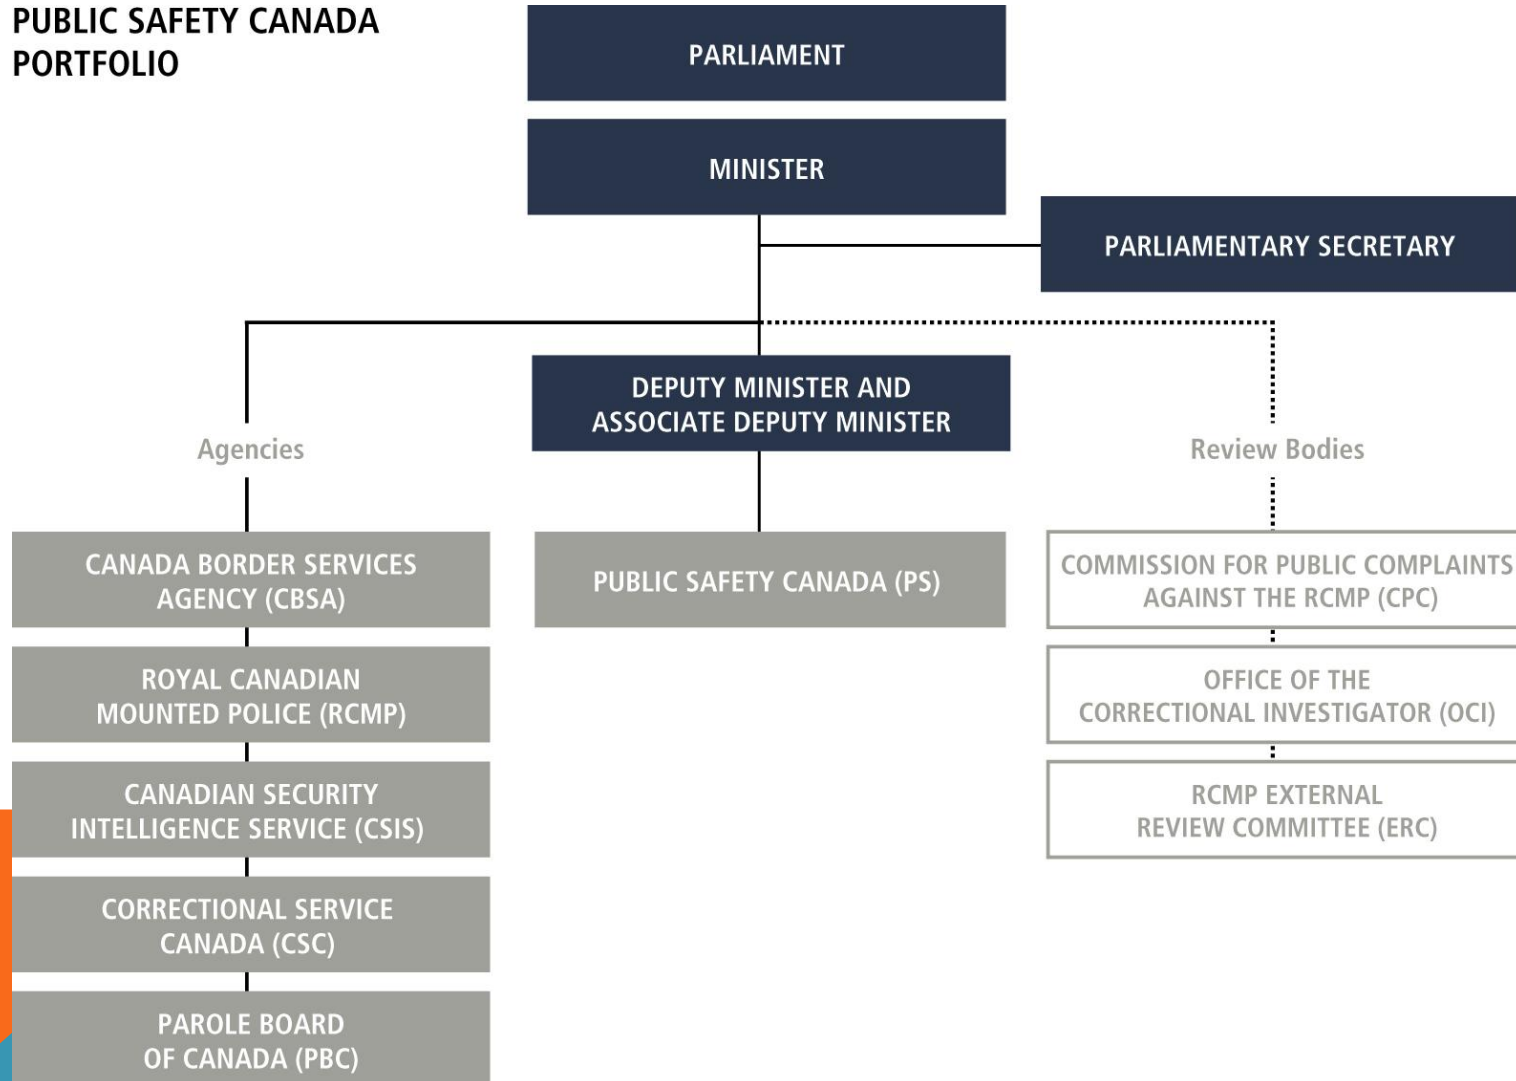 PUBLIC SAFETY CANADA
PORTFOLIO
PARLIAMENT
MINISTER
PARLIAMENTARY SECRETARY
DEPUTY MINISTER AND
ASSOCIATE DEPUTY MINISTER
Agencies
Review Bodies
CANADA BORDER SERVICES
AGENCY (CBSA)
ROYAL CANADIAN
MOUNTED POLICE (RCMP)
CANADIAN SECURITY
INTELLIGENCE SERVICE (CSIS)
CORRECTIONAL SERVICE
CANADA (CSC)
PAROLE BOARD
OF CANADA (PBC)
PUBLIC SAFETY CANADA (PS)
COMMISSION FOR PUBLIC COMPLAINTS
AGAINST THE RCMP (CPC)
OFFICE OF THE
CORRECTIONAL INVESTIGATOR (OCI)
RCMP EXTERNAL
REVIEW COMMITTEE (ERC)